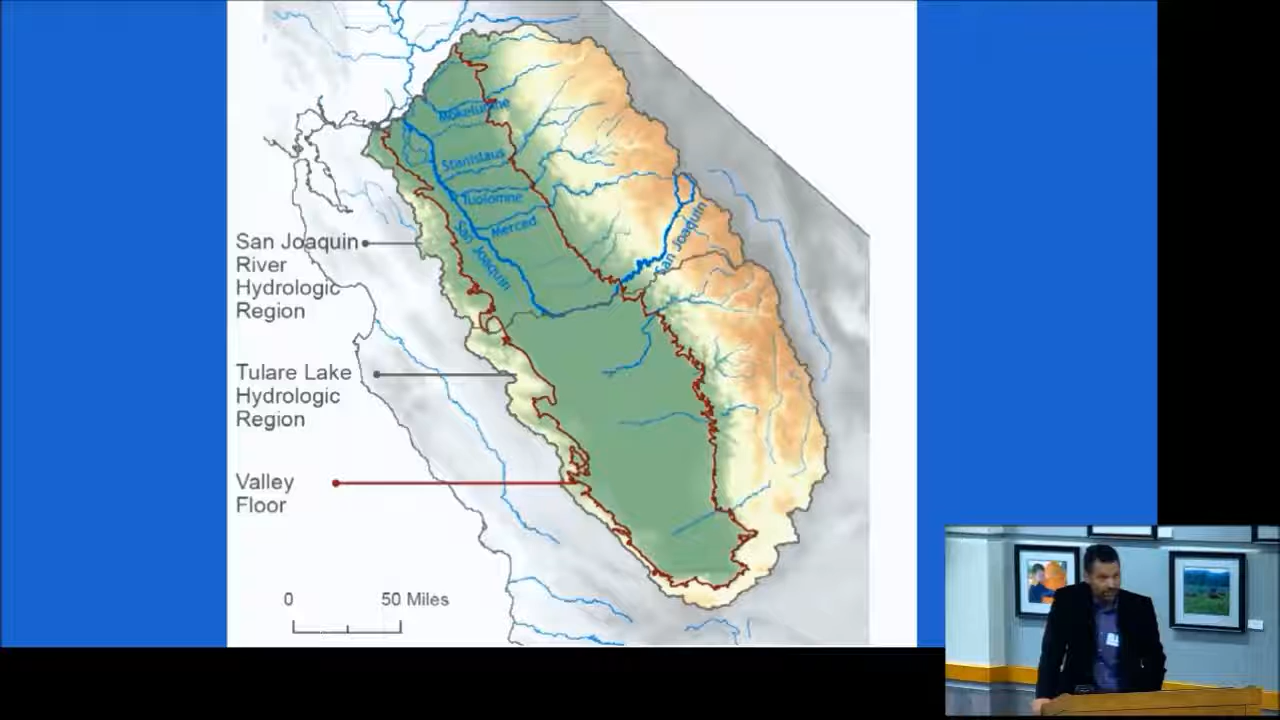 Mokelumne
Stanislaus
Tuolomne
Merced
San Joaquin
San Joaquin
San Joaquin
River
Hydrologic
Region
Tulare Lake
Hydrologic
Region
Valley
Floor
0 50 Miles